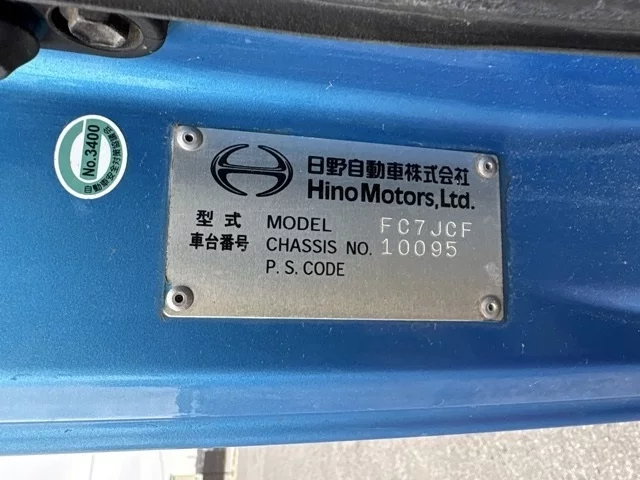 No.3400
日野自動車株式会社
Hino Motors, Ltd.
型式 MODEL FC7JCF
車台番号 CHASSIS NO. 10095
P. S. CODE